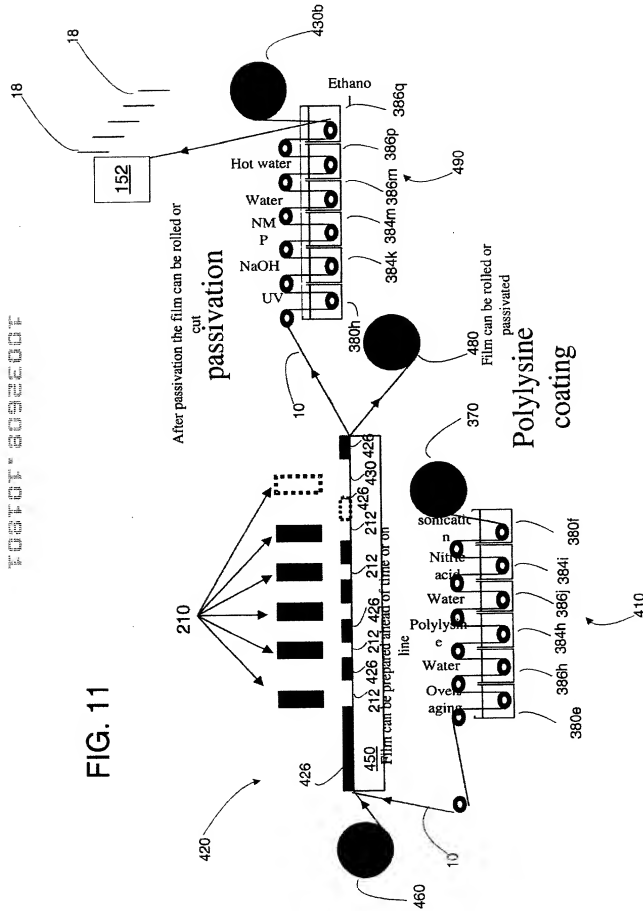 FIG. 11
18
18
152
430b
Ethano
386q
386p
386m
384m
384k
380h
490
Hot water
Water
NM
P
NaOH
UV
After passivation the film can be rolled or
cut
passivation
10
480
Film can be rolled or
passivated
210
420
426
450
212
426
212
426
212
212
426
430
426
Film can be prepared ahead of time or on
line
460
10
370
Polylysine
coating
sonicatio
n
Nitric
acid
Water
Polylysin
e
Water
Oven
aging
380f
384i
386j
384h
386h
380e
410